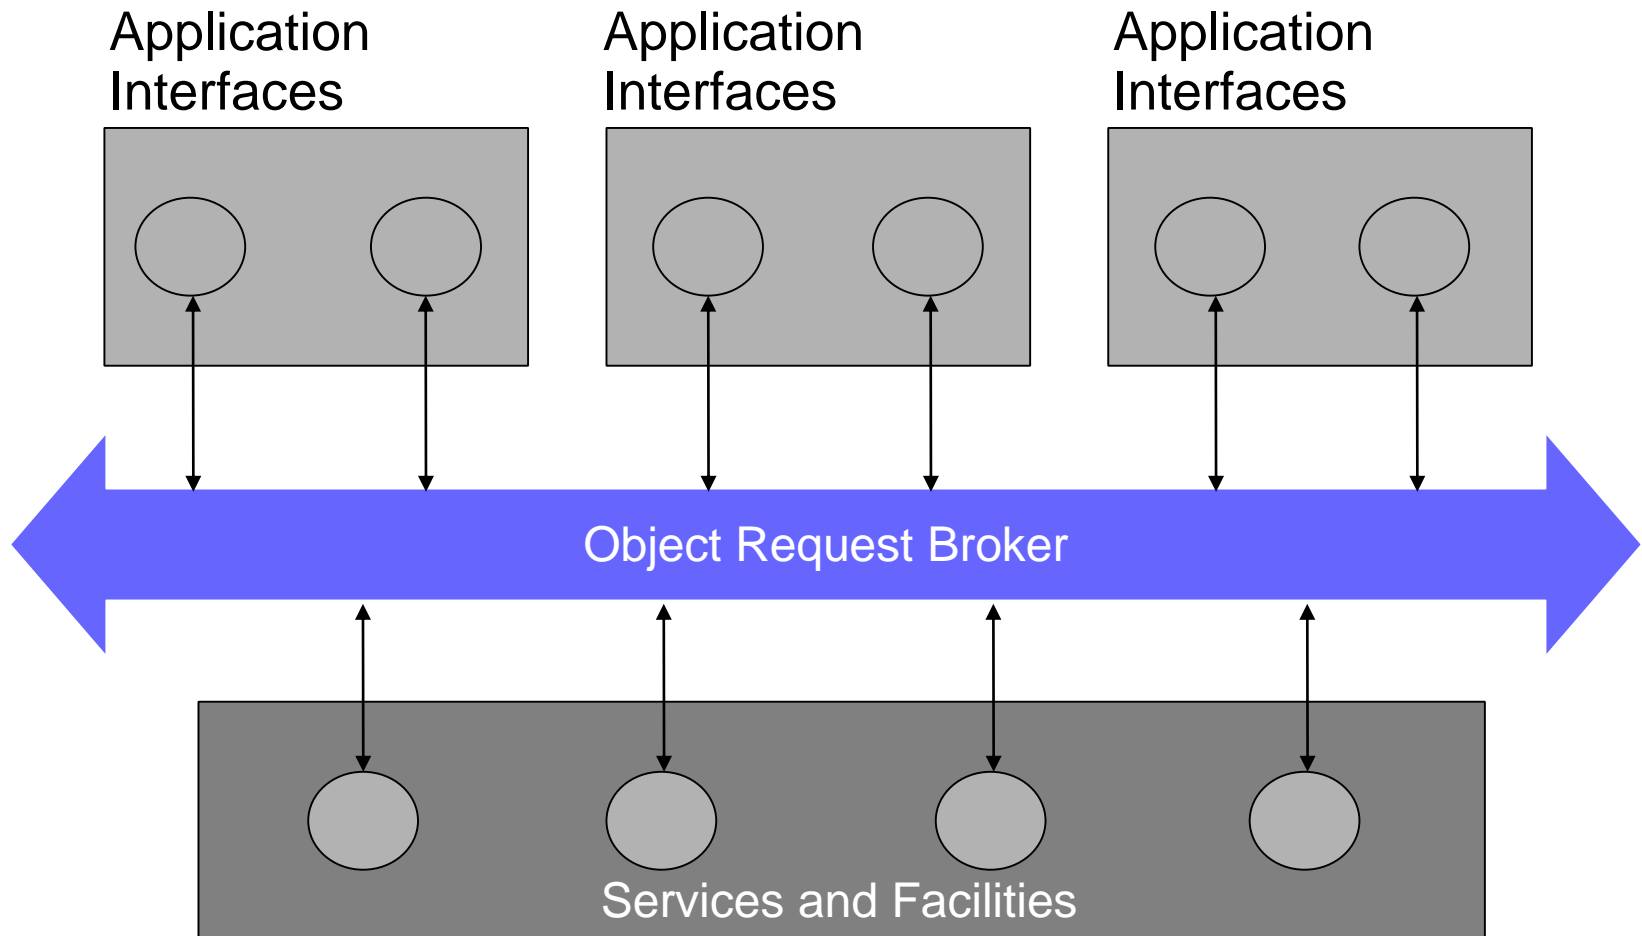 Application
Interfaces
Application
Interfaces
Application
Interfaces
Object Request Broker
Services and Facilities